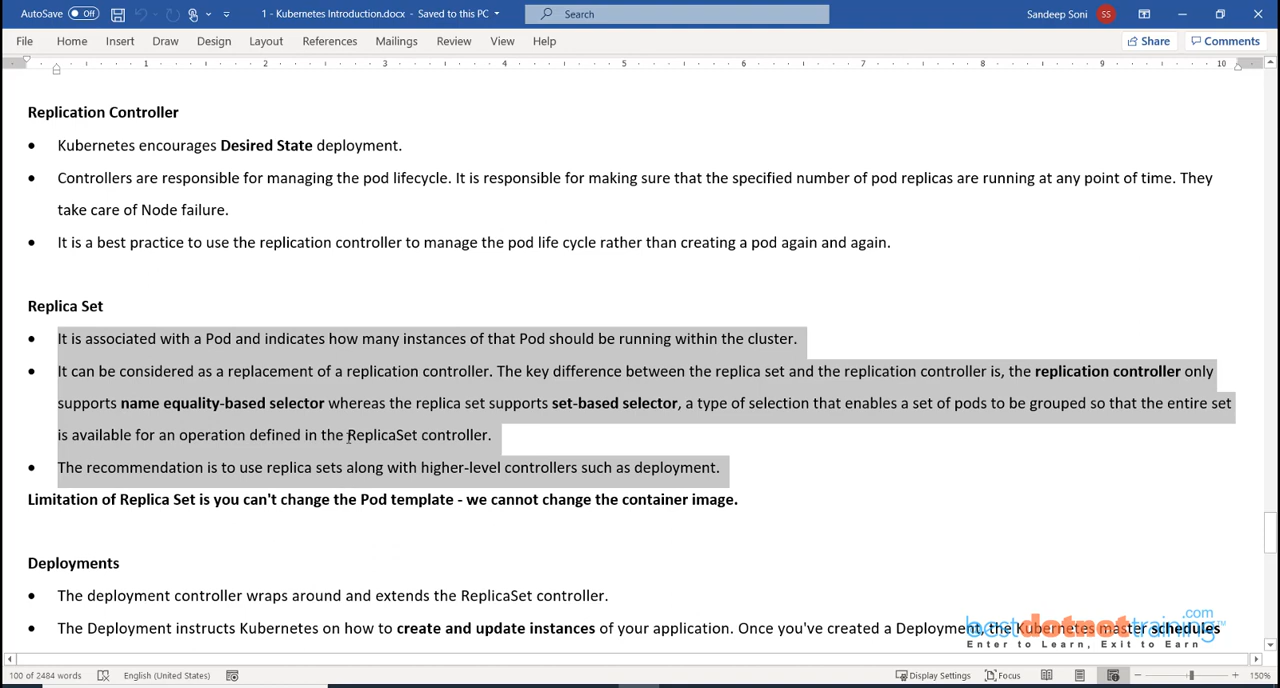 AutoSave Off 1 - Kubernetes Introduction.docx - Saved to this PC Search Sandeep Soni SS
File Home Insert Draw Design Layout References Mailings Review View Help Share Comments
1 2 3 4 5 6 7 8 9 10
Replication Controller
• Kubernetes encourages Desired State deployment.
• Controllers are responsible for managing the pod lifecycle. It is responsible for making sure that the specified number of pod replicas are running at any point of time. They
take care of Node failure.
• It is a best practice to use the replication controller to manage the pod life cycle rather than creating a pod again and again.
Replica Set
• It is associated with a Pod and indicates how many instances of that Pod should be running within the cluster.
• It can be considered as a replacement of a replication controller. The key difference between the replica set and the replication controller is, the replication controller only
supports name equality-based selector whereas the replica set supports set-based selector, a type of selection that enables a set of pods to be grouped so that the entire set
is available for an operation defined in the ReplicaSet controller.
• The recommendation is to use replica sets along with higher-level controllers such as deployment.
Limitation of Replica Set is you can't change the Pod template - we cannot change the container image.
Deployments
• The deployment controller wraps around and extends the ReplicaSet controller.
• The Deployment instructs Kubernetes on how to create and update instances of your application. Once you've created a Deployment, the Kubernetes master schedules
bestdotnettraining.com™
Enter to Learn, Exit to Earn
100 of 2484 words English (United States) Display Settings Focus 150%